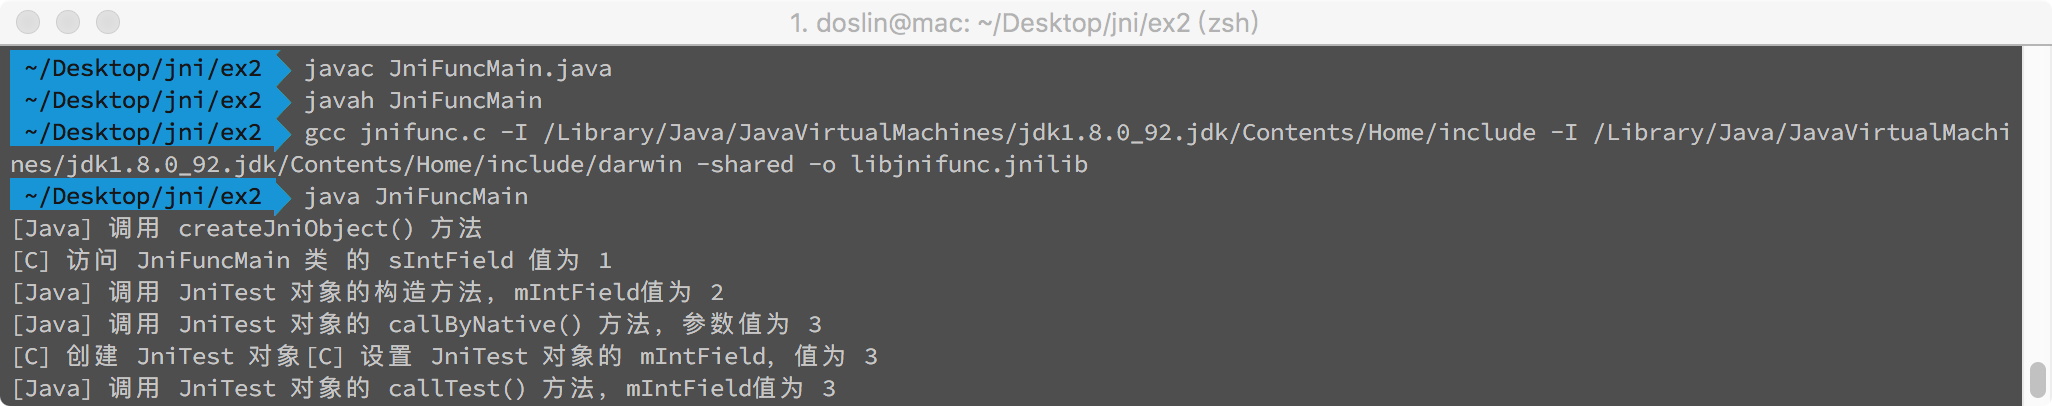 1. doslin@mac: ~/Desktop/jni/ex2 (zsh)
~/Desktop/jni/ex2 javac JniFuncMain.java
~/Desktop/jni/ex2 javah JniFuncMain
~/Desktop/jni/ex2 gcc jnifunc.c -I /Library/Java/JavaVirtualMachines/jdk1.8.0_92.jdk/Contents/Home/include -I /Library/Java/JavaVirtualMachi
nes/jdk1.8.0_92.jdk/Contents/Home/include/darwin -shared -o libjnifunc.jnilib
~/Desktop/jni/ex2 java JniFuncMain
[Java] 调用 createJniObject() 方法
[C] 访问 JniFuncMain 类 的 sIntField 值为 1
[Java] 调用 JniTest 对象的构造方法, mIntField值为 2
[Java] 调用 JniTest 对象的 callByNative() 方法, 参数值为 3
[C] 创建 JniTest 对象[C] 设置 JniTest 对象的 mIntField, 值为 3
[Java] 调用 JniTest 对象的 callTest() 方法, mIntField值为 3